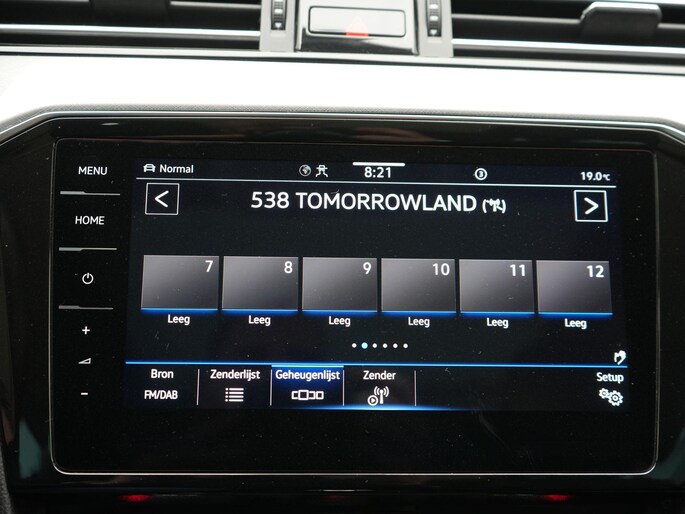 MENU
HOME
+
-
Normal
8:21
3
19.0°C
< 538 TOMORROWLAND >
7 8 9 10 11 12
Leeg Leeg Leeg Leeg Leeg Leeg
Bron Zenderlijst Geheugenlijst Zender Setup
FM/DAB